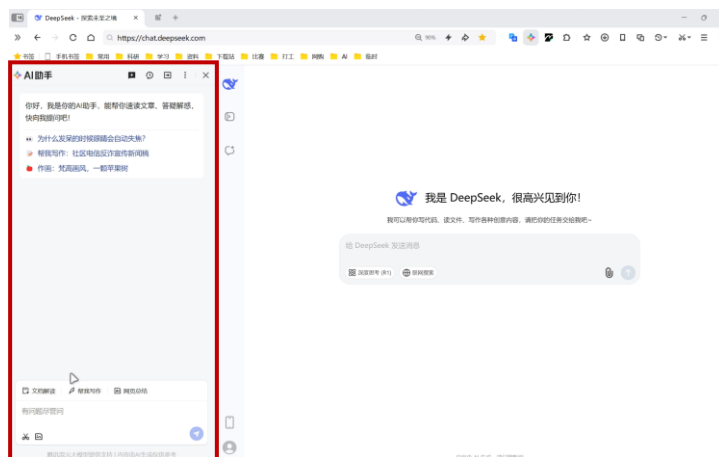 DeepSeek - 探索未至之境
https://chat.deepseek.com
90%
书签 手机书签 常用 科研 学习 资料 下载站 比赛 打工 网购 AI 临时
AI助手
你好，我是你的AI助手，能帮你速读文章、答疑解惑，
快向我提问吧！
为什么发呆的时候眼睛会自动失焦？
帮我写作：社区电信反诈宣传新闻稿
作画：梵高画风，一颗苹果树
文档解读 帮我写作 网页总结
有问题尽管问
我是 DeepSeek，很高兴见到你！
我可以帮你写代码、读文件、写作各种创意内容，请把你的任务交给我吧~
给 DeepSeek 发送消息
深度思考 (R1) 联网搜索